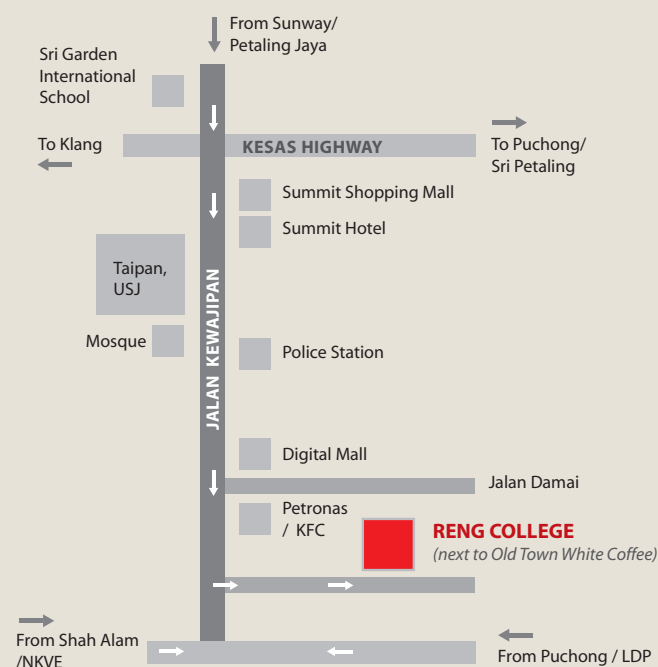 From Sunway/
Petaling Jaya
Sri Garden
International
School
To Klang
KESAS HIGHWAY
To Puchong/
Sri Petaling
Summit Shopping Mall
Summit Hotel
Taipan,
USJ
JALAN KEWAJIPAN
Mosque
Police Station
Digital Mall
Jalan Damai
Petronas
/ KFC
RENG COLLEGE
(next to Old Town White Coffee)
From Shah Alam
/NKVE
From Puchong / LDP